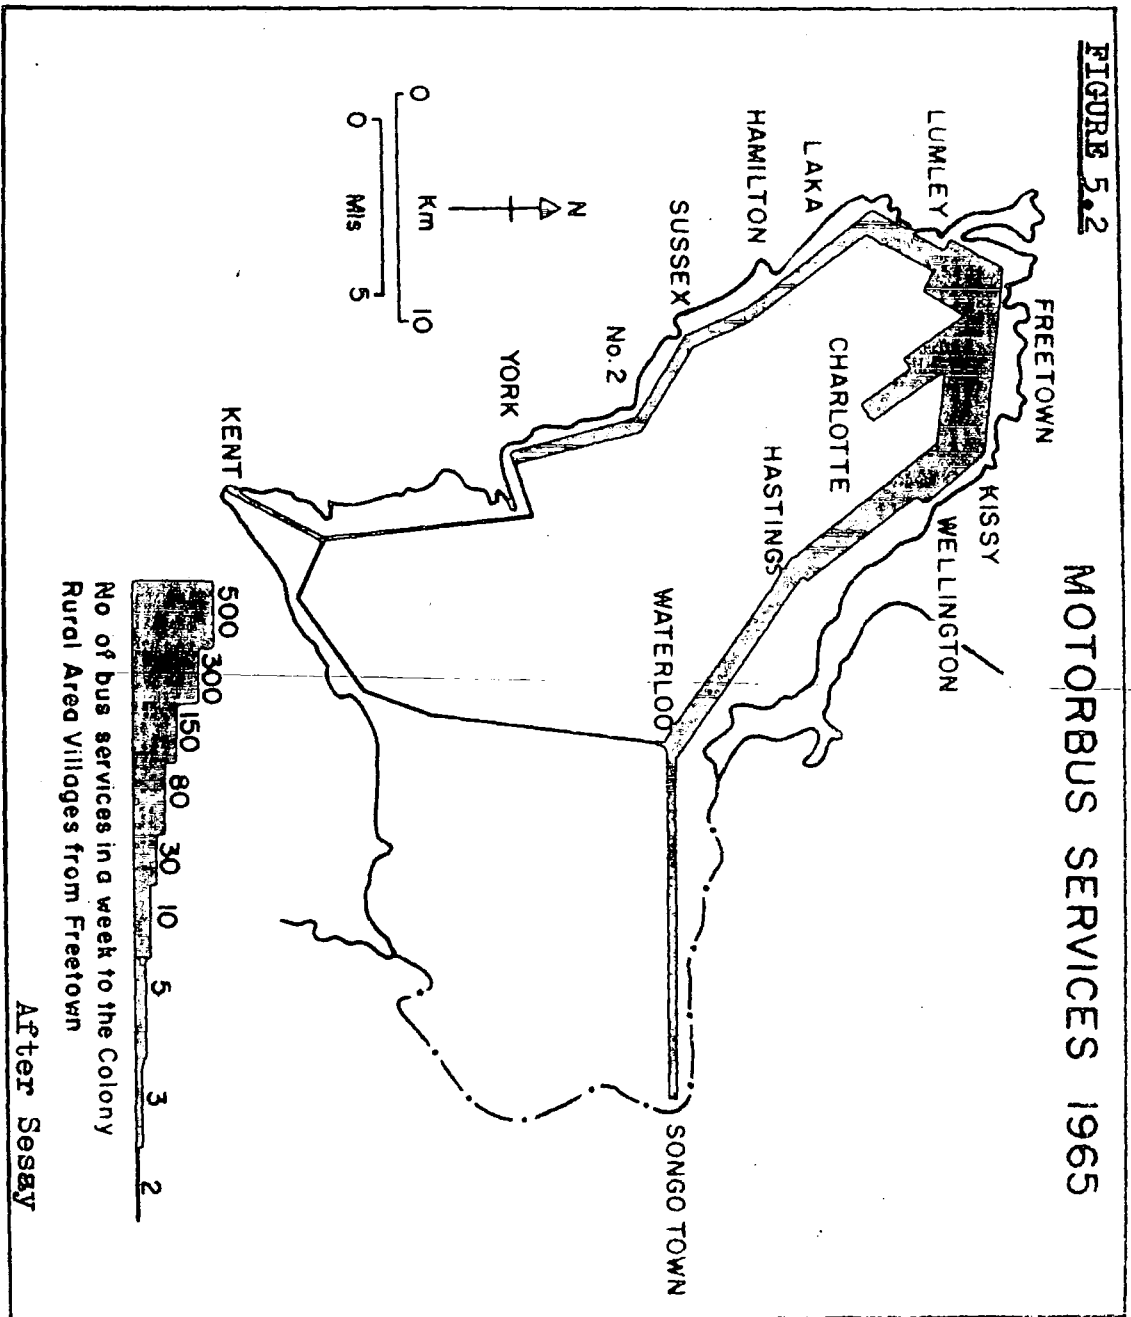 FIGURE 5.2
MOTORBUS SERVICES 1965
FREETOWN
LUMLEY
KISSY
WELLINGTON
LAKA
CHARLOTTE
HAMILTON
HASTINGS
SUSSEX
WATERLOO
SONGO TOWN
No. 2
YORK
KENT
N
0 Km 10
0 Mls 5
500 300 150 80 30 10 5 3 2
No of bus services in a week to the Colony
Rural Area Villages from Freetown
After Sesay